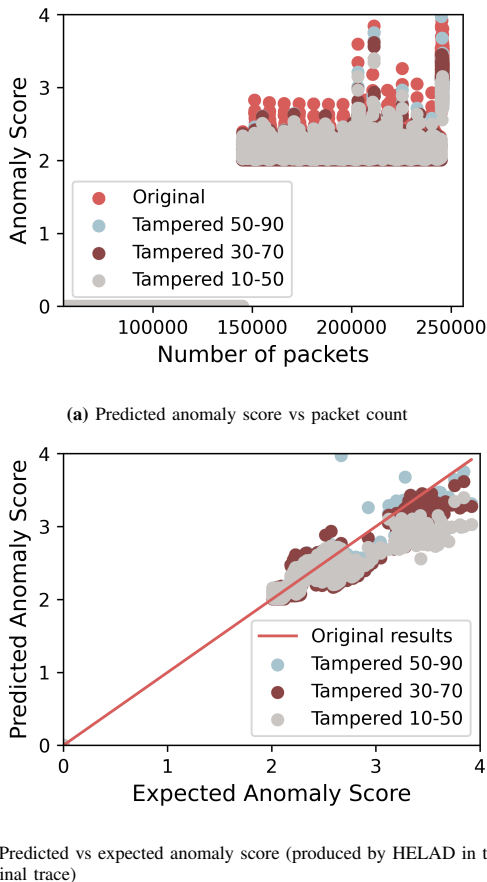 4
3
2
1
0
Anomaly Score
Original
Tampered 50-90
Tampered 30-70
Tampered 10-50
100000 150000 200000 250000
Number of packets
(a) Predicted anomaly score vs packet count
4
3
2
1
0
Predicted Anomaly Score
Original results
Tampered 50-90
Tampered 30-70
Tampered 10-50
0 1 2 3 4
Expected Anomaly Score
Predicted vs expected anomaly score (produced by HELAD in t
inal trace)